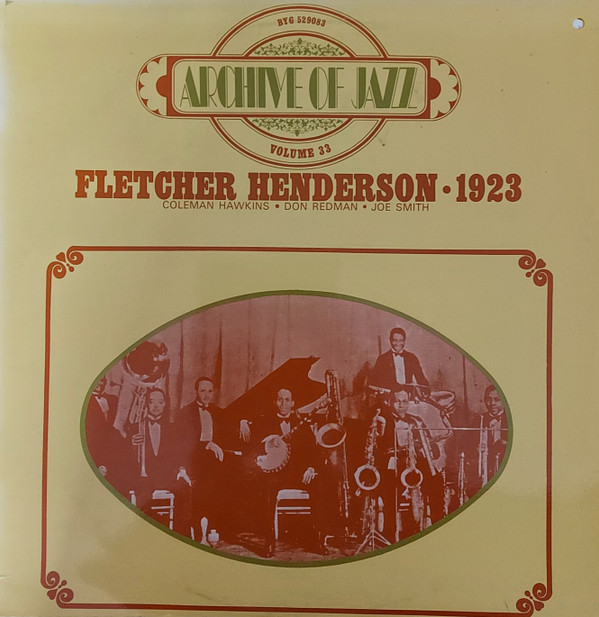 BYG 529083
ARCHIVE OF JAZZ
VOLUME 33
FLETCHER HENDERSON • 1923
COLEMAN HAWKINS • DON REDMAN • JOE SMITH